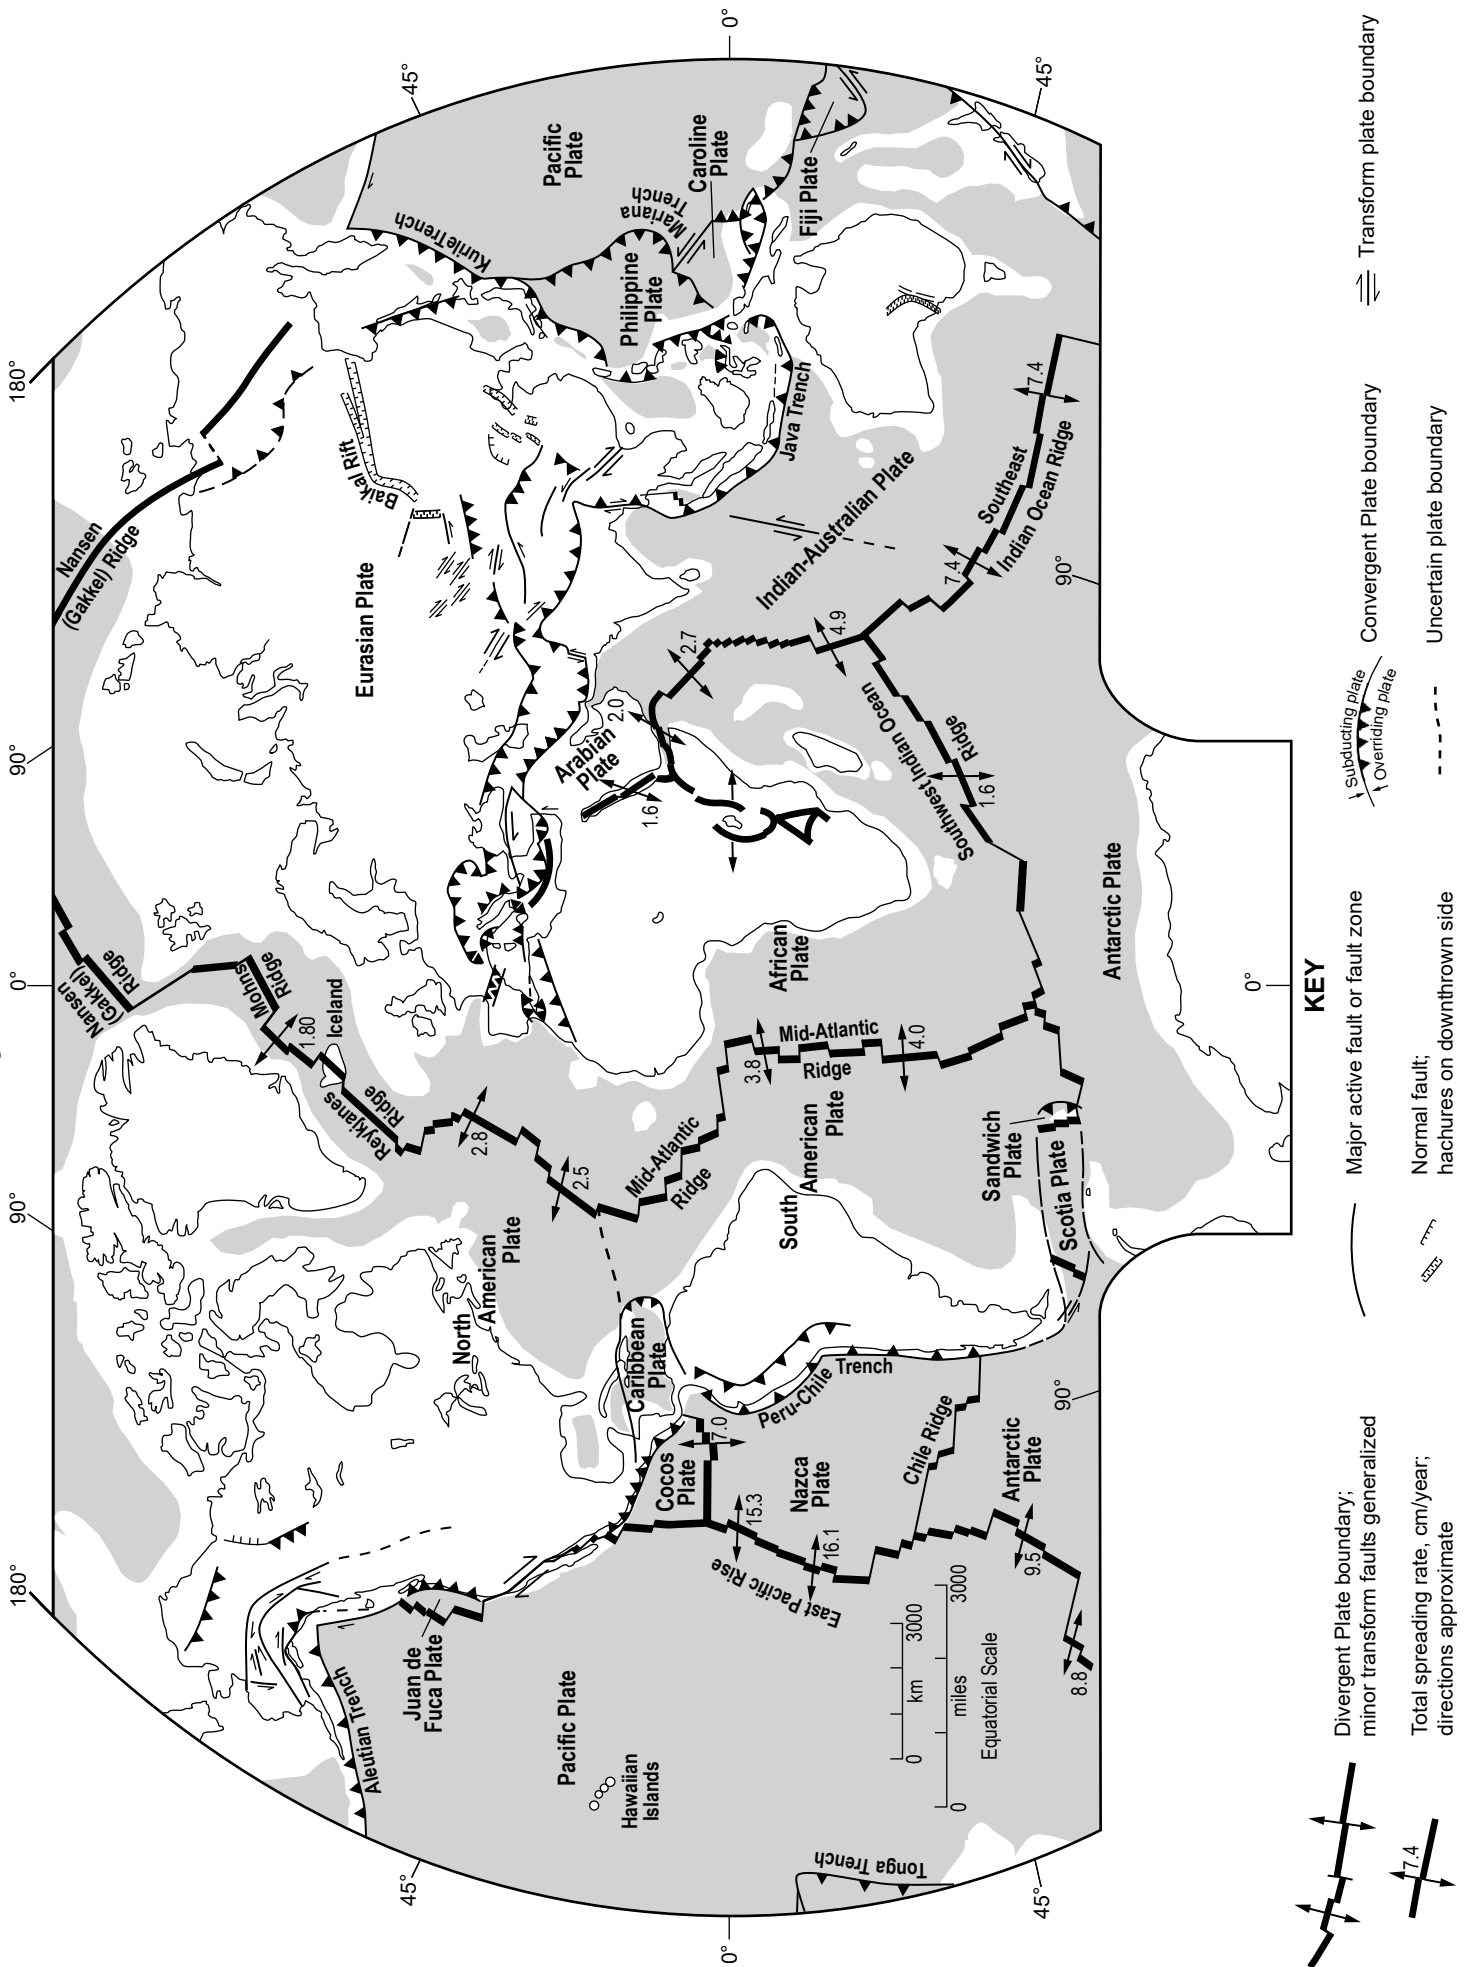 180°
90°
0°
90°
180°
45°
0°
45°
45°
0°
45°
90°
0°
90°
Nansen
(Gakkel)
Ridge
Nansen
(Gakkel) Ridge
Mohns
Ridge
1.80
Iceland
Reykjanes
Ridge
2.8
2.5
Mid-Atlantic
Ridge
3.8
Mid-Atlantic
Ridge
4.0
Aleutian Trench
Juan de
Fuca Plate
North
American
Plate
Pacific Plate
Hawaiian
Islands
Caribbean
Plate
Cocos
Plate
7.0
15.3
Nazca
Plate
16.1
East Pacific Rise
Peru-Chile
Trench
Chile Ridge
Antarctic
Plate
9.5
8.8
Tonga Trench
0
km
3000
0
miles
3000
Equatorial Scale
South
American
Plate
Sandwich
Plate
Scotia Plate
African
Plate
Antarctic Plate
Eurasian Plate
Baikal Rift
Arabian
Plate
1.6
2.0
2.7
4.9
Southwest Indian Ocean
Ridge
1.6
7.4
Southeast
Indian Ocean Ridge
7.4
Indian-Australian Plate
Java Trench
Philippine
Plate
Kurile Trench
Pacific
Plate
Mariana
Trench
Caroline
Plate
Fiji Plate
KEY
Divergent Plate boundary;
minor transform faults generalized
7.4
Total spreading rate, cm/year;
directions approximate
Major active fault or fault zone
Normal fault;
hachures on downthrown side
Subducting plate
Overriding plate
Convergent Plate boundary
Uncertain plate boundary
Transform plate boundary